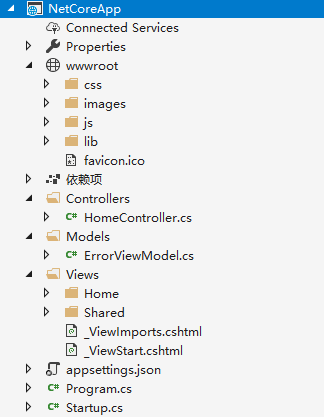 NetCoreApp
Connected Services
Properties
wwwroot
css
images
js
lib
favicon.ico
依赖项
Controllers
C# HomeController.cs
Models
C# ErrorViewModel.cs
Views
Home
Shared
_ViewImports.cshtml
_ViewStart.cshtml
appsettings.json
C# Program.cs
C# Startup.cs